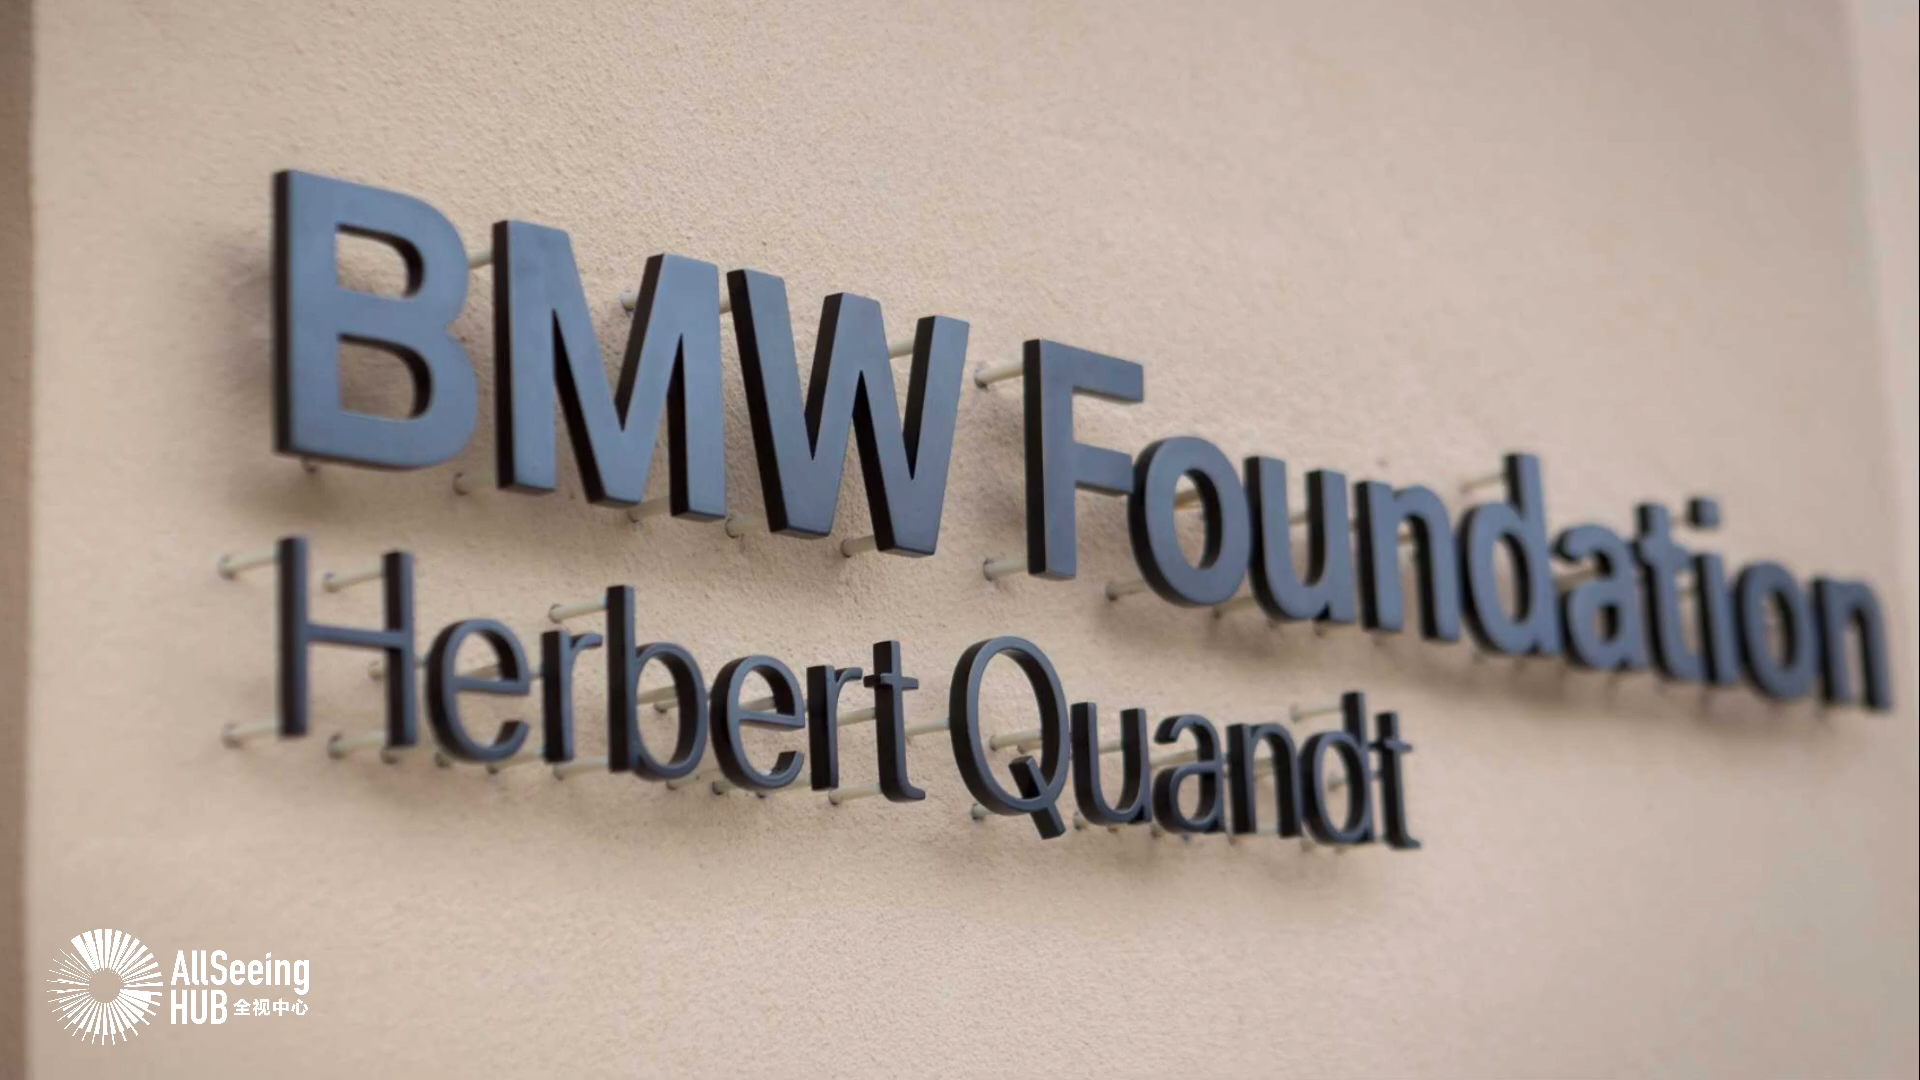 BMW Foundation
Herbert Quandt
AllSeeing
HUB 全视中心